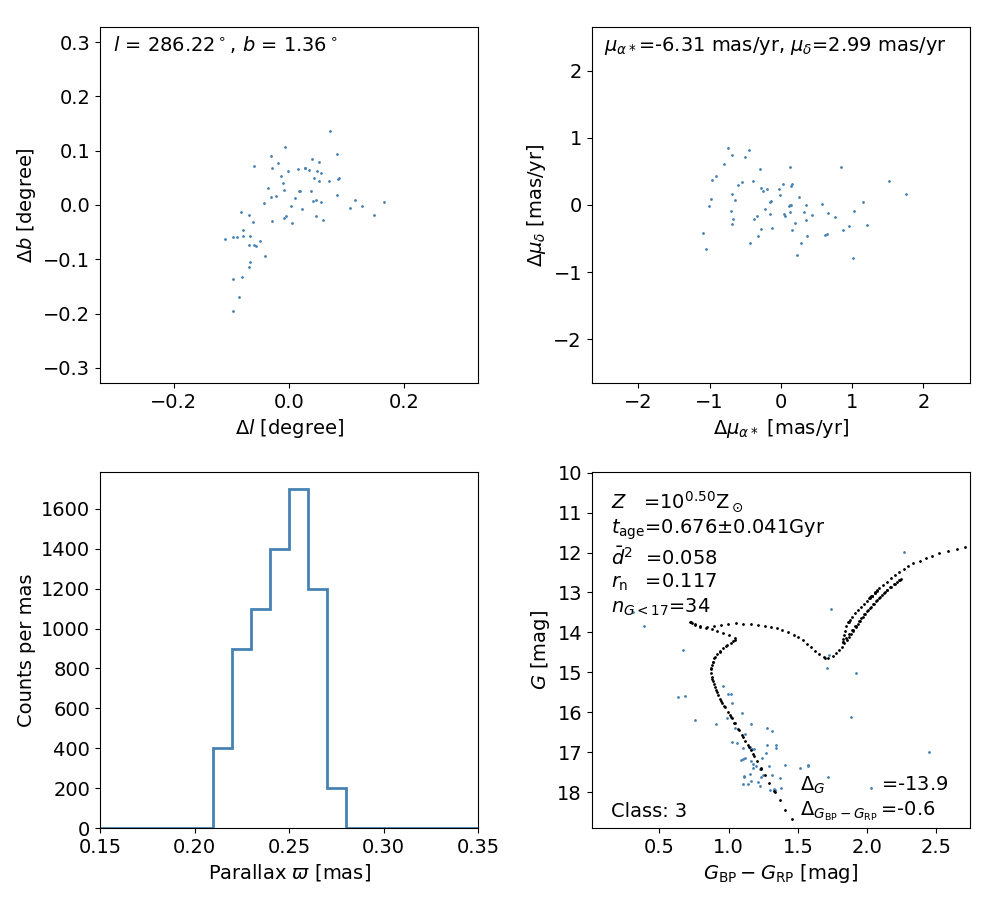 l = 286.22°, b = 1.36°
0.3
0.2
0.1
0.0
−0.1
−0.2
−0.3
Δb [degree]
−0.2 0.0 0.2
Δl [degree]
μα*=-6.31 mas/yr, μδ=2.99 mas/yr
2
1
0
−1
−2
Δμδ [mas/yr]
−2 −1 0 1 2
Δμα* [mas/yr]
1600
1400
1200
1000
800
600
400
200
0
Counts per mas
0.15 0.20 0.25 0.30 0.35
Parallax ϖ [mas]
10
11
12
13
14
15
16
17
18
G [mag]
Z =10^0.50 Z⊙
tage=0.676±0.041Gyr
d̄² =0.058
rn =0.117
nG<17=34
ΔG =-13.9
ΔGBP−GRP=-0.6
Class: 3
0.5 1.0 1.5 2.0 2.5
GBP − GRP [mag]